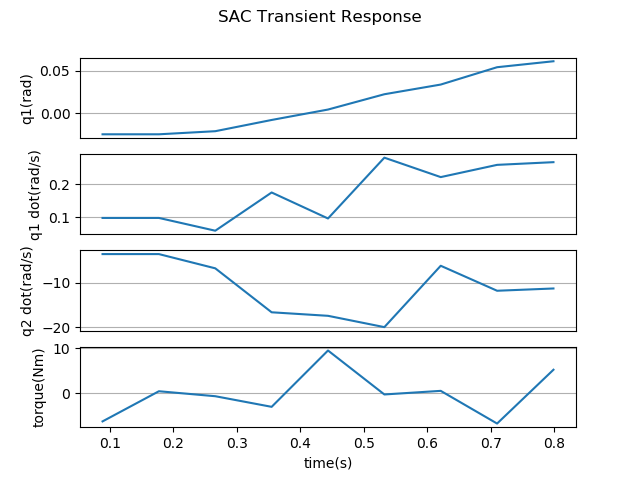 SAC Transient Response
q1(rad)
0.05
0.00
q1 dot(rad/s)
0.2
0.1
q2 dot(rad/s)
−10
−20
torque(Nm)
10
0
0.1 0.2 0.3 0.4 0.5 0.6 0.7 0.8
time(s)